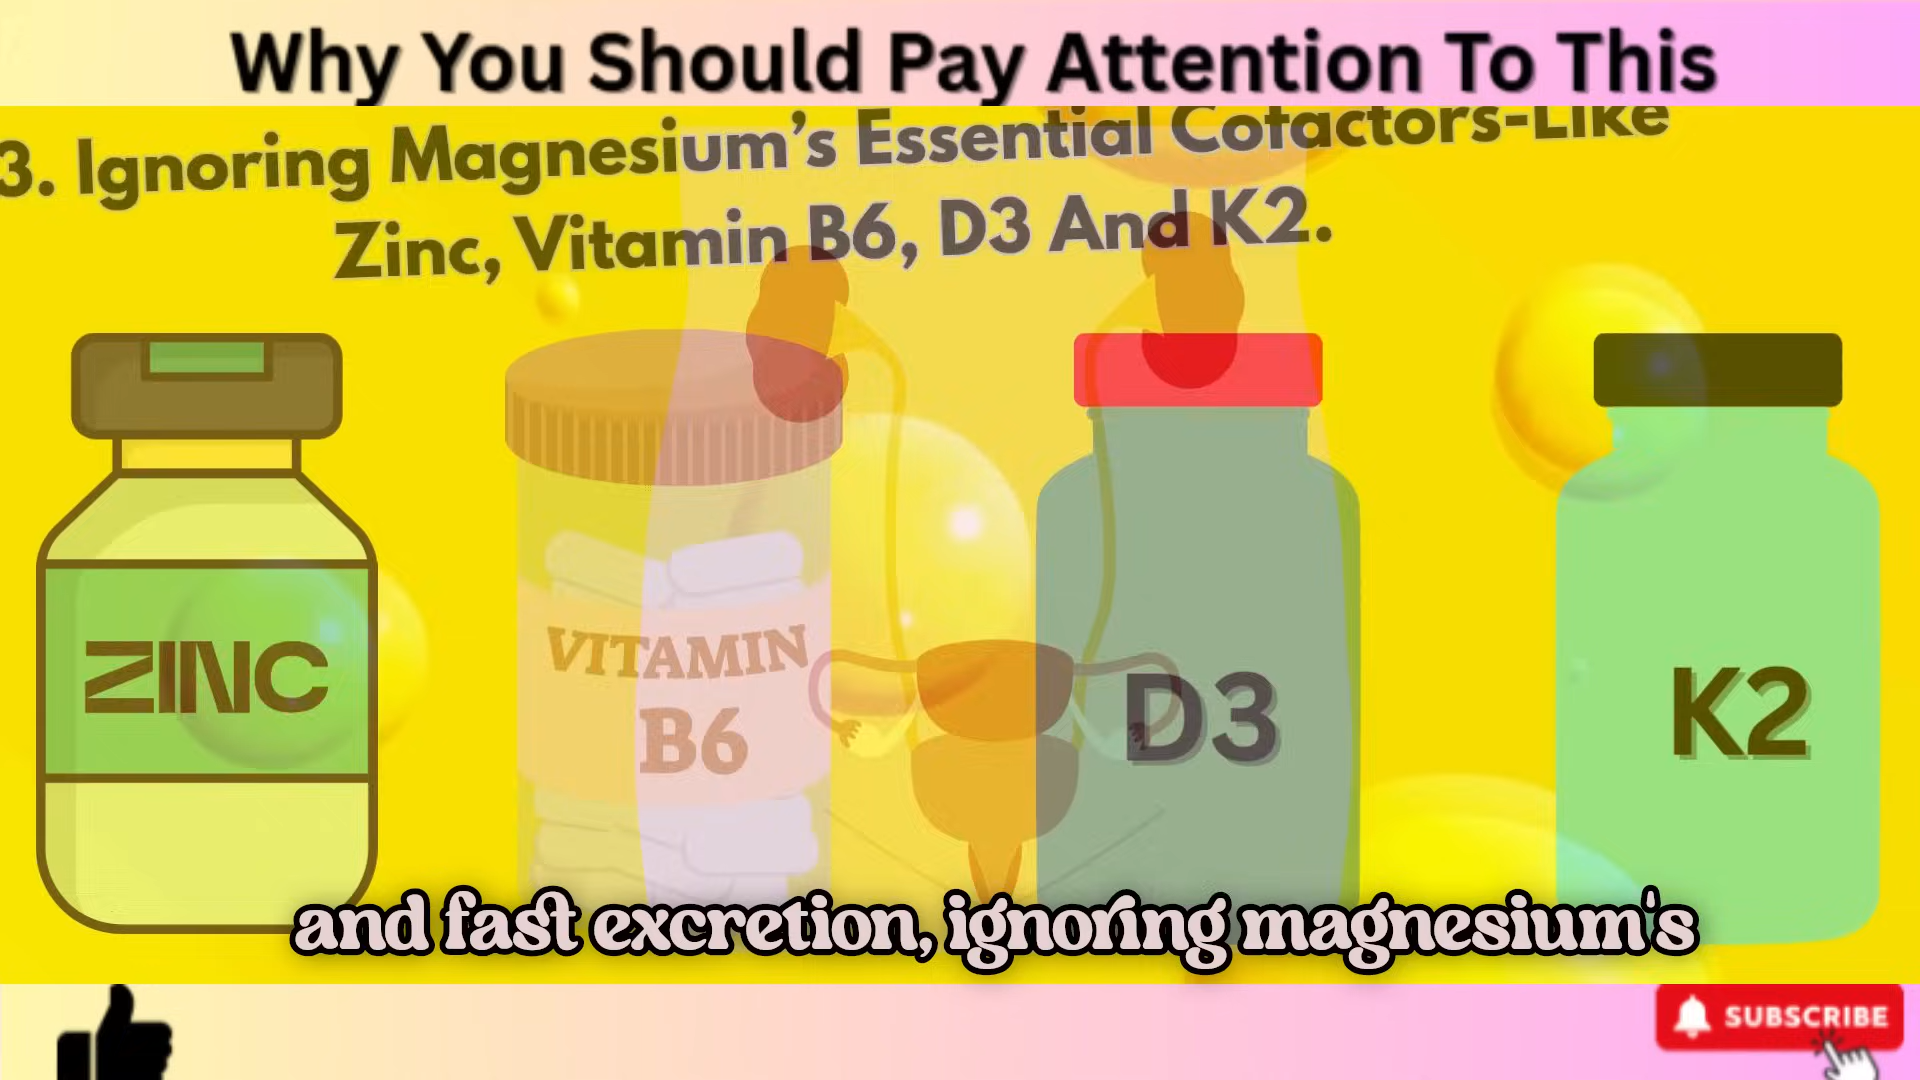 Why You Should Pay Attention To This
3. Ignoring Magnesium's Essential Cofactors-Like
Zinc, Vitamin B6, D3 And K2.
ZINC
VITAMIN
B6
D3
K2
and fast excretion, ignoring magnesium's
SUBSCRIBE